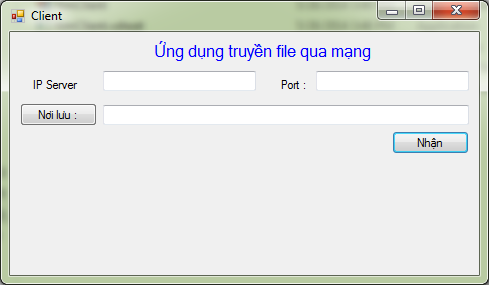 Client
Ứng dụng truyền file qua mạng
IP Server Port :
Nơi lưu :
Nhận